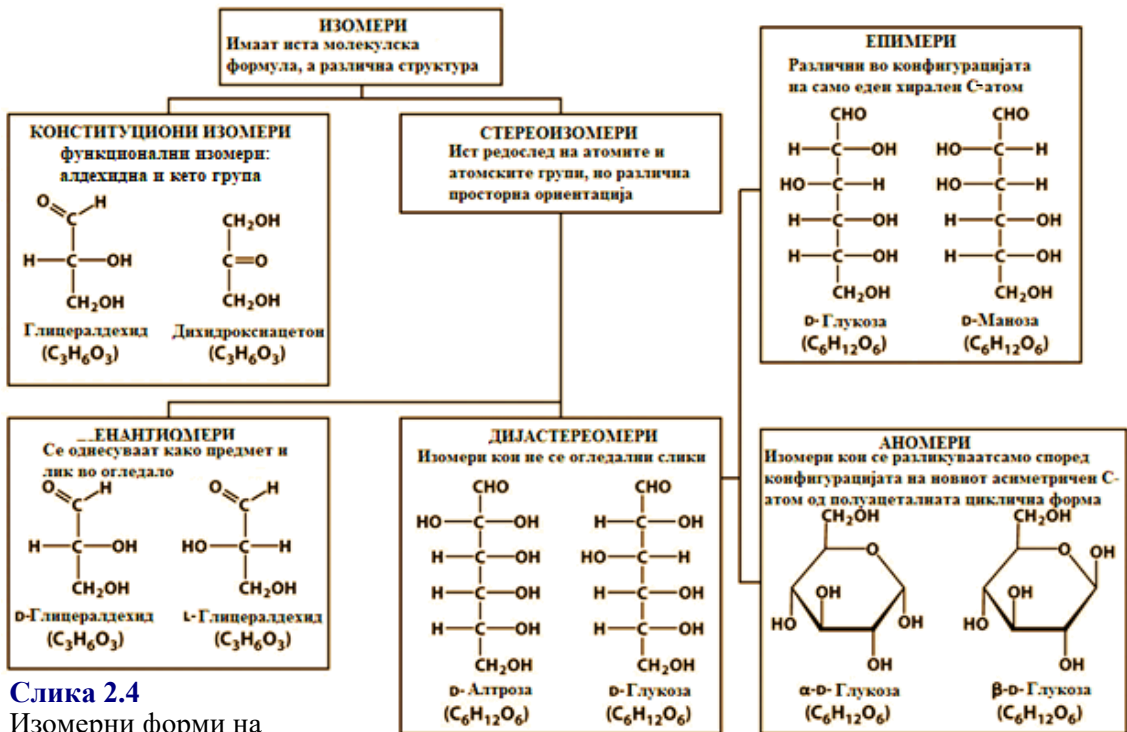 ИЗОМЕРИ
Имаат иста молекулска
формула, а различна структура
КОНСТИТУЦИОНИ ИЗОМЕРИ
функционални изомери:
алдехидна и кето група
O H
C
H C OH
CH2OH
Глицералдехид
(C3H6O3)
CH2OH
C=O
CH2OH
Дихидроксиацетон
(C3H6O3)
СТЕРЕОИЗОМЕРИ
Ист редослед на атомите и
атомските групи, но различна
просторна ориентација
ЕПИМЕРИ
Различни во конфигурацијата
на само еден хирален С-атом
CHO
H—C—OH
HO—C—H
H—C—OH
H—C—OH
CH2OH
D-Глукоза
(C6H12O6)
CHO
HO—C—H
HO—C—H
H—C—OH
H—C—OH
CH2OH
D-Маноза
(C6H12O6)
ЕНАНТИОМЕРИ
Се однесуваат како предмет и
лик во огледало
O H
C
H—C—OH
CH2OH
D-Глицералдехид
(C3H6O3)
O H
C
HO—C—H
CH2OH
L-Глицералдехид
(C3H6O3)
ДИЈАСТЕРЕОМЕРИ
Изомери кои не се огледални слики
CHO
HO—C—OH
H—C—OH
H—C—OH
H—C—OH
CH2OH
D-Алтроза
(C6H12O6)
CHO
H—C—OH
HO—C—H
H—C—OH
H—C—OH
CH2OH
D-Глукоза
(C6H12O6)
АНОМЕРИ
Изомери кои се разликуваатсамо според
конфигурацијата на новиот асиметричен С-
атом од полуацеталната циклична форма
CH2OH
O
OH
HO OH
OH
α-D-Глукоза
(C6H12O6)
CH2OH
O OH
OH
HO
OH
β-D-Глукоза
(C6H12O6)
Слика 2.4
Изомерни форми на